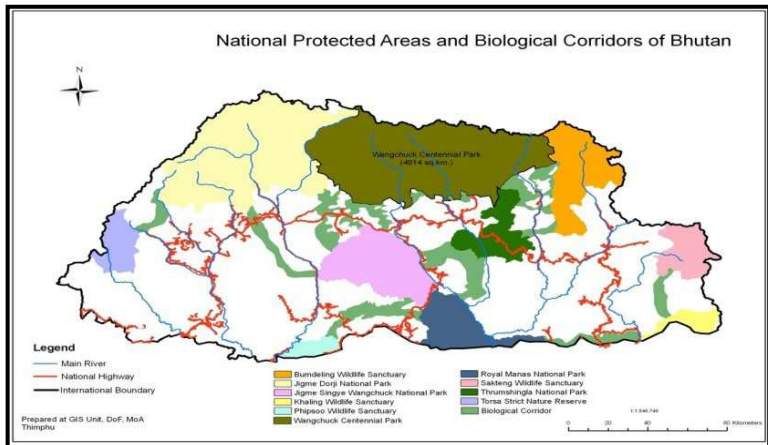 National Protected Areas and Biological Corridors of Bhutan
N
Wangchuck Centennial Park
(4914 sq.km.)
Legend
Main River
National Highway
International Boundary
Prepared at GIS Unit, DoF, MoA
Thimphu
Bumdeling Wildlife Sanctuary
Jigme Dorji National Park
Jigme Singye Wangchuck National Park
Khaling Wildlife Sanctuary
Phipsoo Wildlife Sanctuary
Wangchuck Centennial Park
Royal Manas National Park
Sakteng Wildlife Sanctuary
Thrumshingla National Park
Torsa Strict Nature Reserve
Biological Corridor
0
80 Kilometers